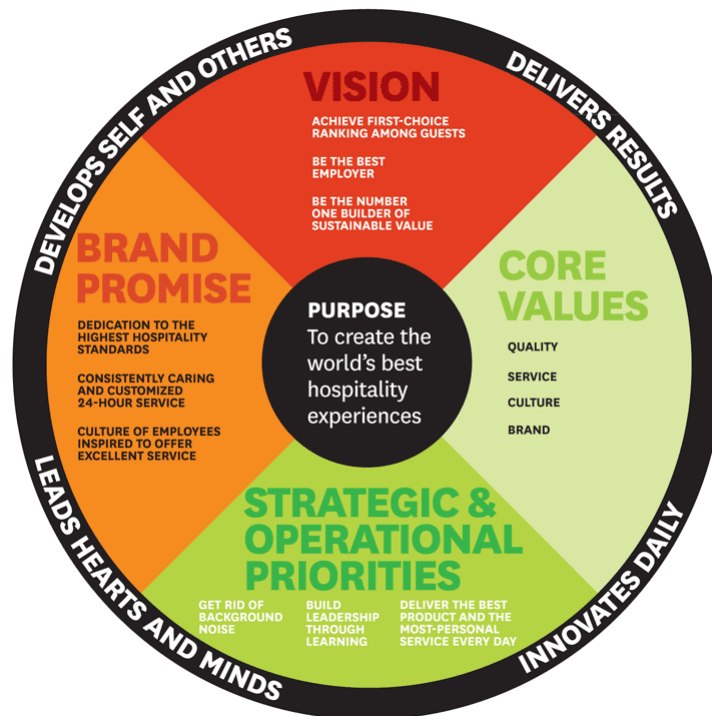 DEVELOPS SELF AND OTHERS
DELIVERS RESULTS
VISION
ACHIEVE FIRST-CHOICE
RANKING AMONG GUESTS
BE THE BEST
EMPLOYER
BE THE NUMBER
ONE BUILDER OF
SUSTAINABLE VALUE
BRAND
PROMISE
DEDICATION TO THE
HIGHEST HOSPITALITY
STANDARDS
CONSISTENTLY CARING
AND CUSTOMIZED
24-HOUR SERVICE
CULTURE OF EMPLOYEES
INSPIRED TO OFFER
EXCELLENT SERVICE
PURPOSE
To create the
world's best
hospitality
experiences
CORE
VALUES
QUALITY
SERVICE
CULTURE
BRAND
STRATEGIC &
OPERATIONAL
PRIORITIES
GET RID OF
BACKGROUND
NOISE
BUILD
LEADERSHIP
THROUGH
LEARNING
DELIVER THE BEST
PRODUCT AND THE
MOST-PERSONAL
SERVICE EVERY DAY
LEADS HEARTS AND MINDS
INNOVATES DAILY